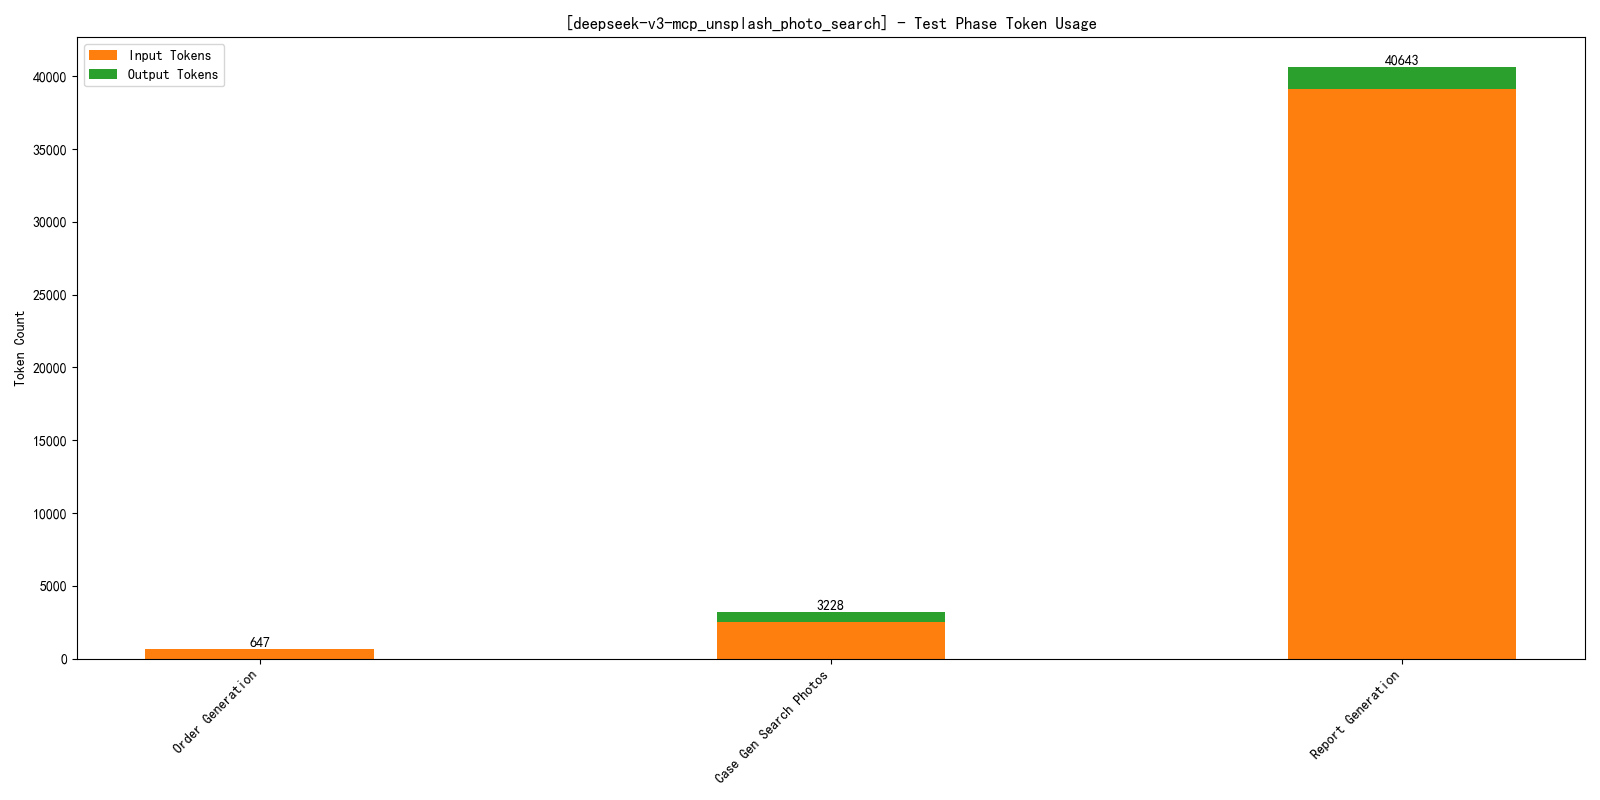 [deepseek-v3-mcp_unsplash_photo_search] - Test Phase Token Usage
Input Tokens
Output Tokens
Token Count
40000
35000
30000
25000
20000
15000
10000
5000
0
647
3228
40643
Order Generation
Case Gen Search Photos
Report Generation